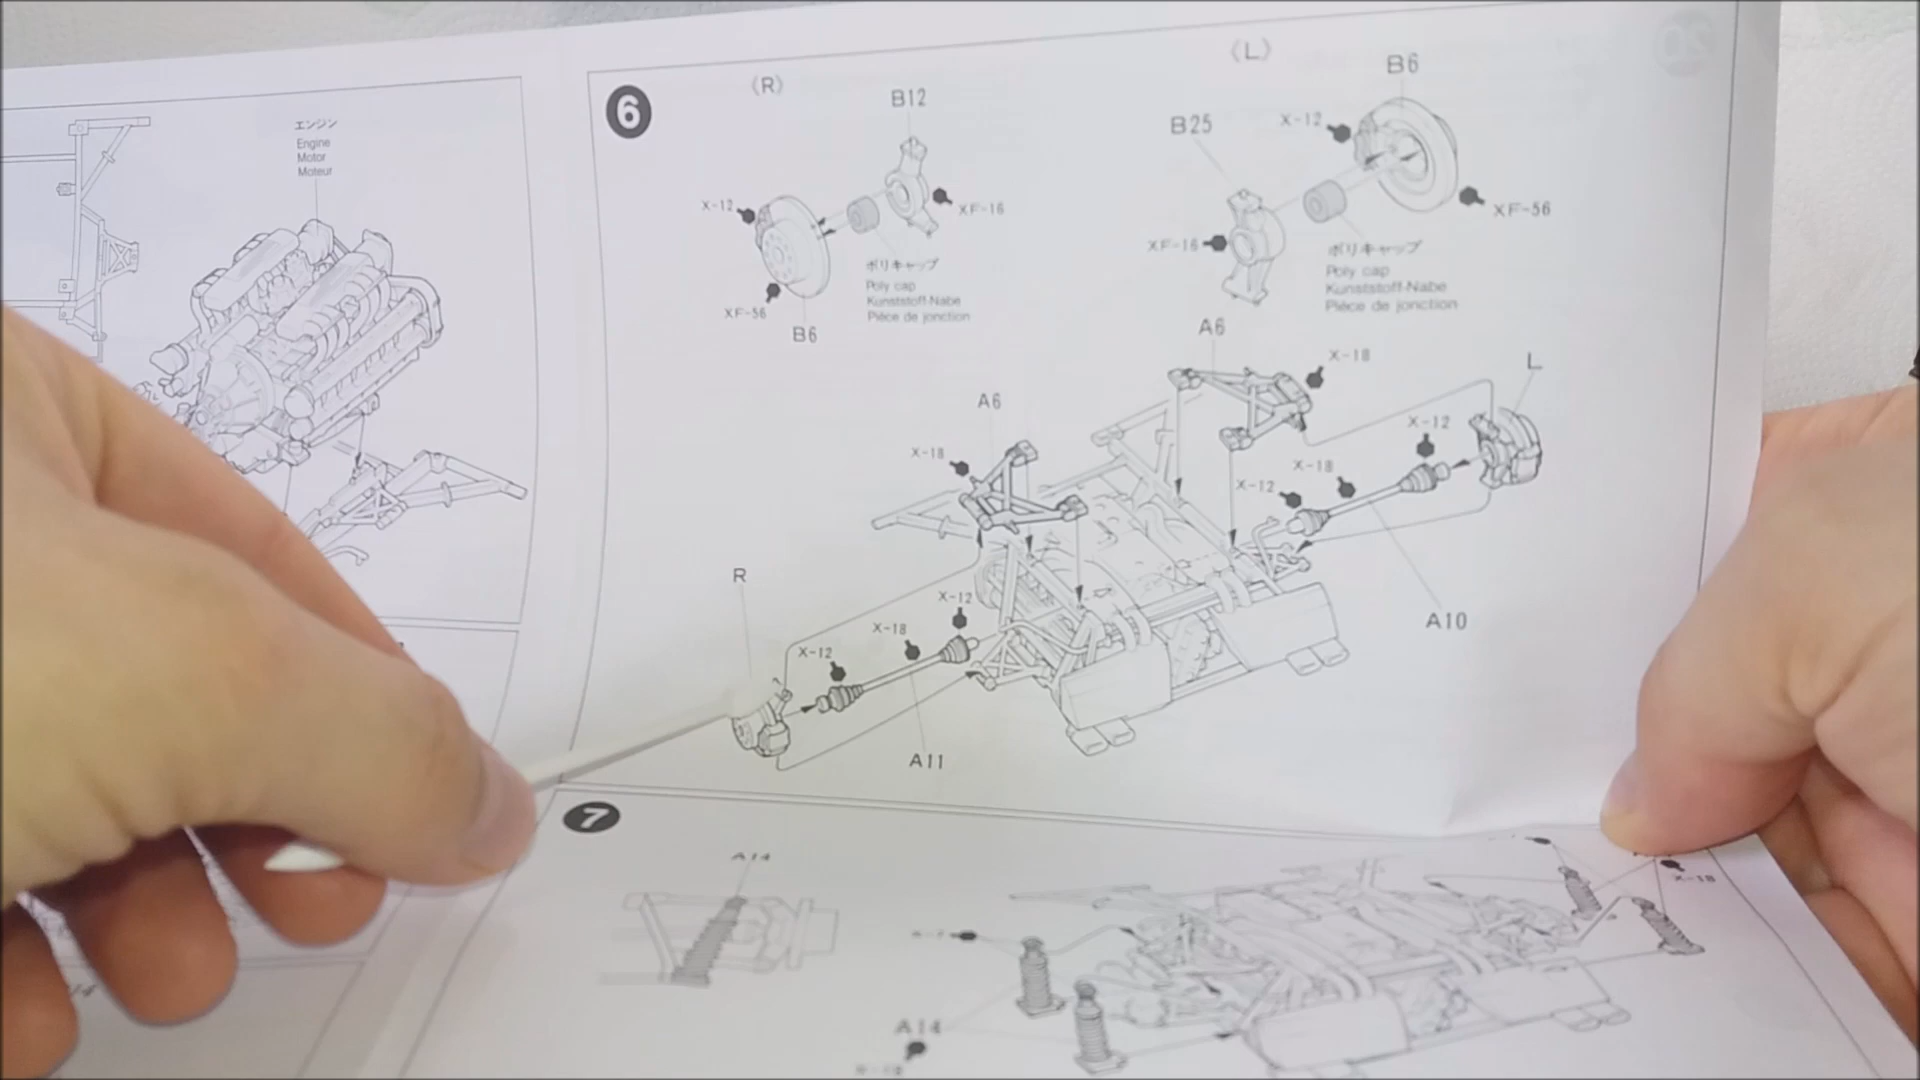 エンジン
Engine
Motor
Moteur
6
(R)
B12
X-12
XF-16
ポリキャップ
Poly cap
Kunststoff-Nabe
Pièce de jonction
XF-56
B6
(L)
B6
X-12
B25
XF-56
XF-16
ポリキャップ
Poly cap
Kunststoff-Nabe
Pièce de jonction
A6
X-18
L
A6
X-12
X-18
X-18
X-12
R
X-12
X-18
X-12
A10
A11
7
A14
X-18
A14